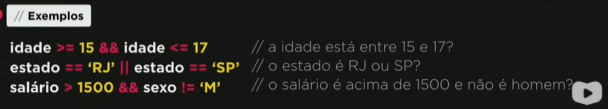 // Exemplos
idade >= 15 && idade <= 17 // a idade está entre 15 e 17?
estado == ‘RJ’ || estado == ‘SP’ // o estado é RJ ou SP?
salário > 1500 && sexo != ‘M’ // o salário é acima de 1500 e não é homem?